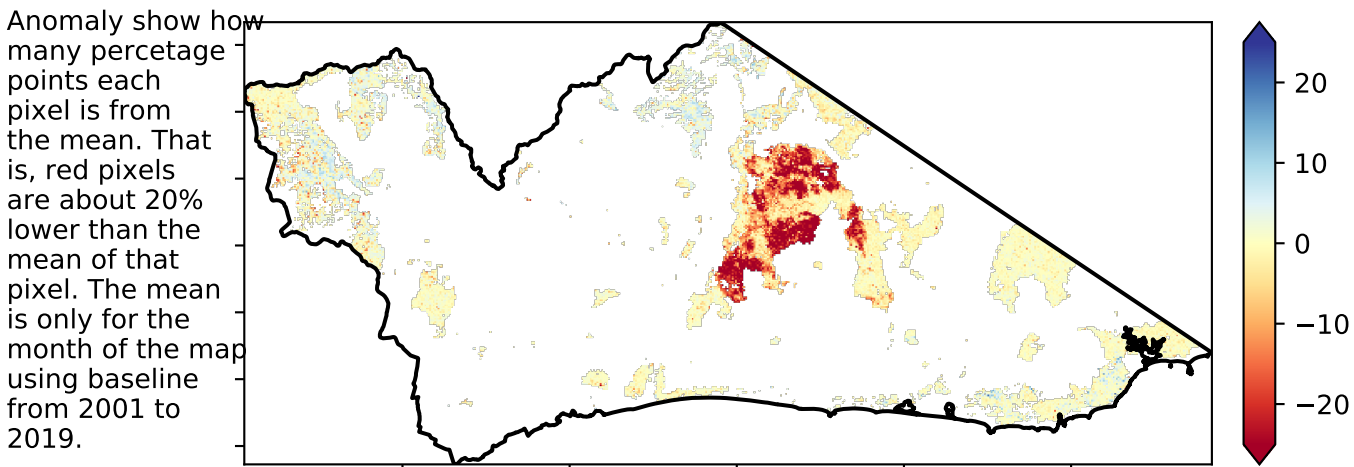 Anomaly show how
many percetage
points each
pixel is from
the mean. That
is, red pixels
are about 20%
lower than the
mean of that
pixel. The mean
is only for the
month of the map
using baseline
from 2001 to
2019.
20
10
0
−10
−20